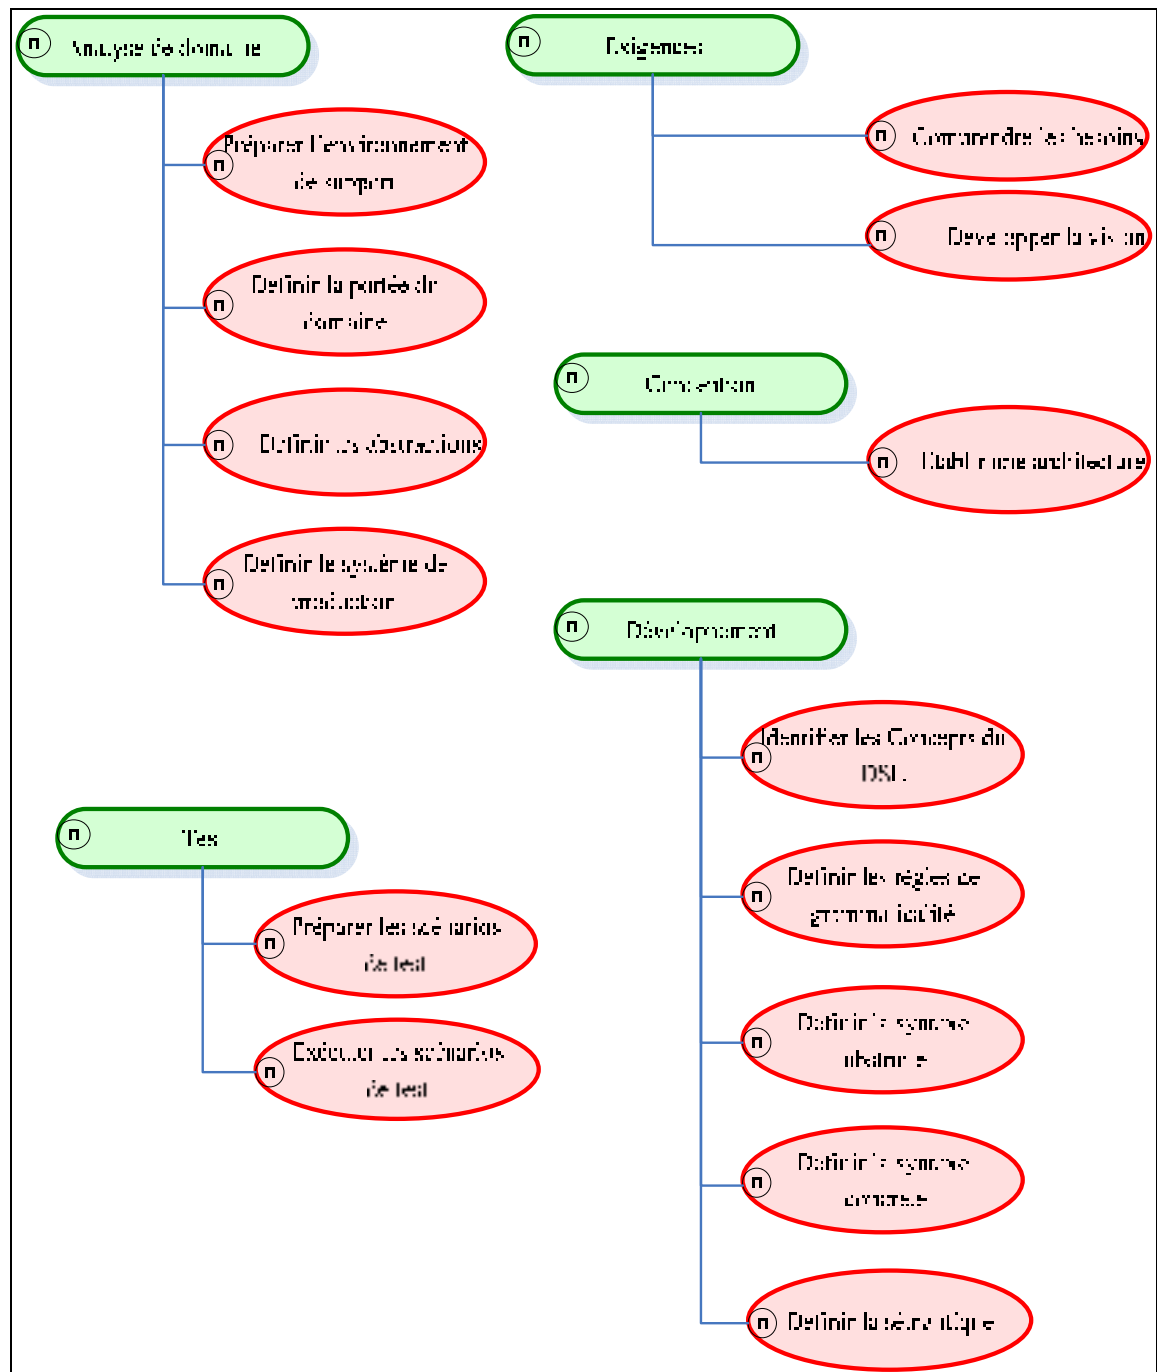 n
Analyse de domaine
n
Préparer l'environnement
de support
n
Définir la portée du
domaine
n
Définir les abstractions
n
Définir le système de
production
n
Exigences
n
Comprendre les besoins
n
Développer la vision
n
Conception
n
Etablir une architecture
n
Développement
n
Identifier les Concepts du
DSL
n
Définir les règles de
grammaticalité
n
Définir la syntaxe
abstraite
n
Définir la syntaxe
concrète
n
Définir la sémantique
n
Test
n
Préparer les scénarios
de test
n
Exécuter les scénarios
de test